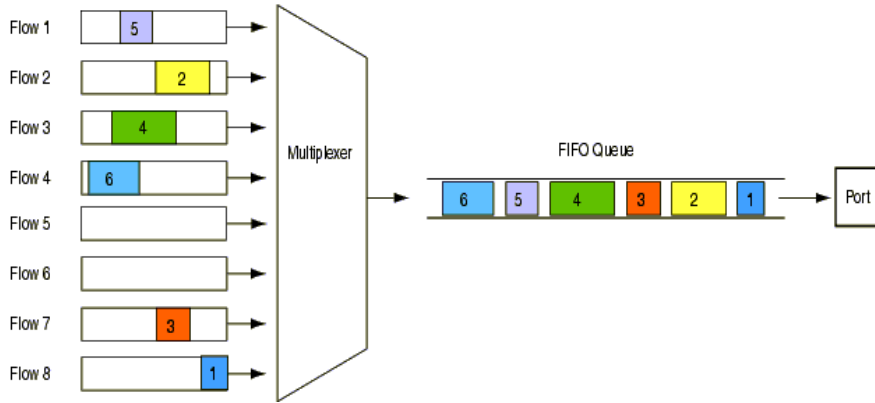 Flow 1 5
Flow 2 2
Flow 3 4
Flow 4 6
Flow 5
Flow 6
Flow 7 3
Flow 8 1
Multiplexer
FIFO Queue
6 5 4 3 2 1
Port